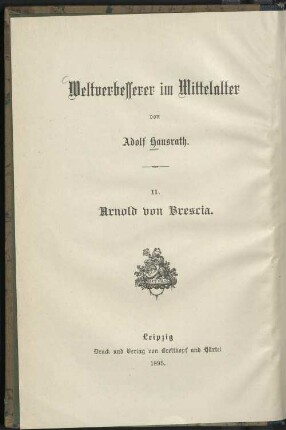 Weltverbesserer im Mittelalter
von
Adolf Hausrath.
II.
Arnold von Brescia.
Leipzig
Druck und Verlag von Breitkopf und Härtel
1895.